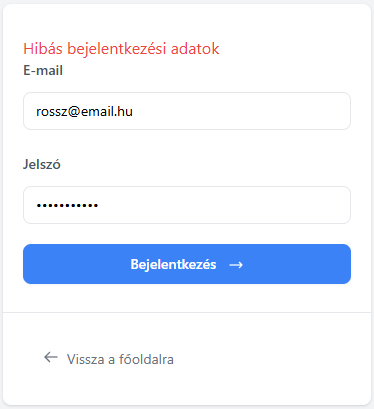 Hibás bejelentkezési adatok
E-mail
rossz@email.hu
Jelszó
•••••••••••
Bejelentkezés →
← Vissza a főoldalra